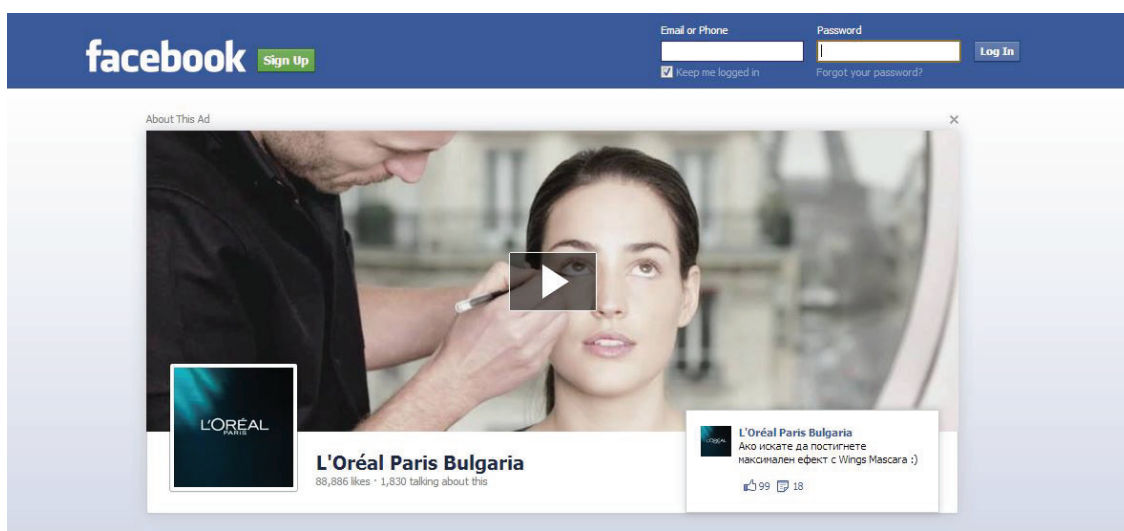 facebook
Sign Up
Email or Phone
Password
Log In
Keep me logged in
Forgot your password?
About This Ad
L'ORÉAL
PARIS
L'Oréal Paris Bulgaria
88,886 likes · 1,830 talking about this
L'ORÉAL
L'Oréal Paris Bulgaria
Ако искате да постигнете
максимален ефект с Wings Mascara :)
99 18